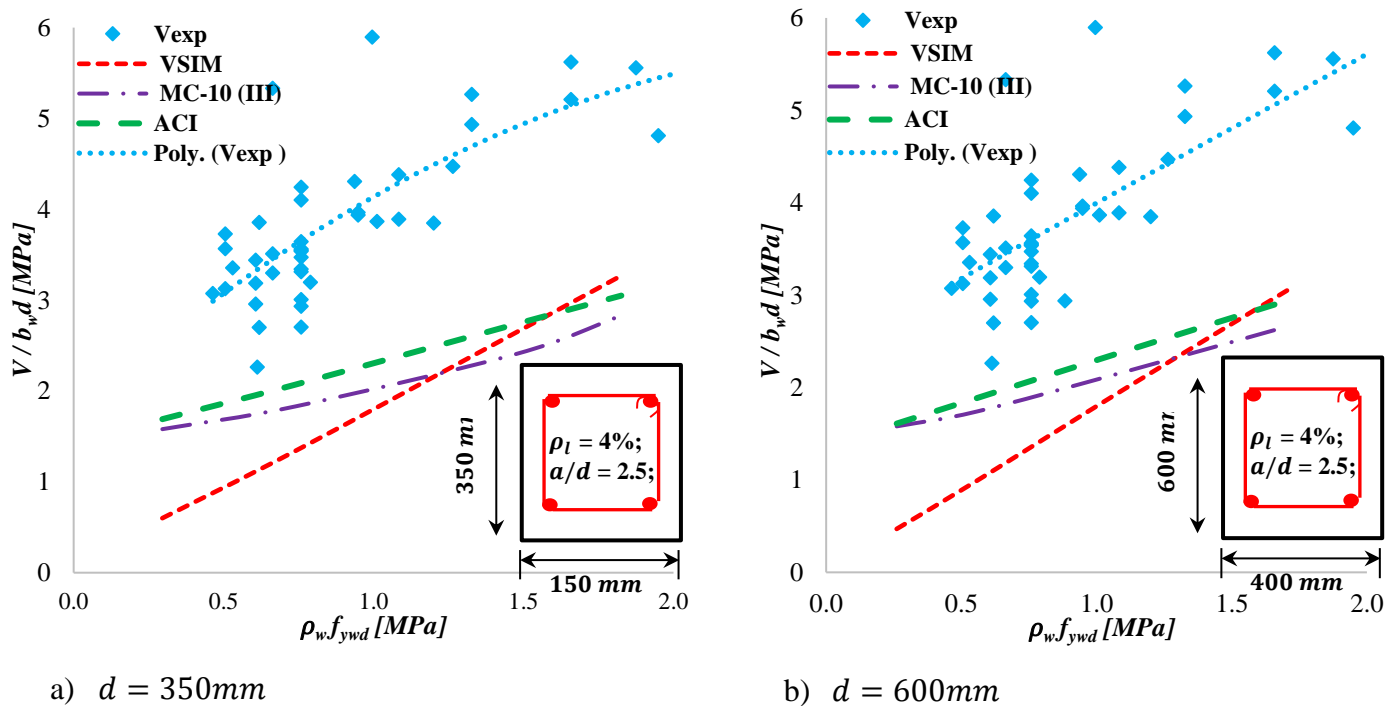 6
5
4
3
2
1
0
V / b_w d [MPa]
Vexp
VSIM
MC-10 (III)
ACI
Poly. (Vexp )
350 mm
ρ_l = 4%;
a/d = 2.5;
150 mm
0.0
0.5
1.0
1.5
2.0
ρ_w f_ywd [MPa]
a) d = 350mm
6
5
4
3
2
1
0
V / b_w d [MPa]
Vexp
VSIM
MC-10 (III)
ACI
Poly. (Vexp )
600
ρ_l = 4%;
a/d = 2.5;
400 mm
0.0
0.5
1.0
1.5
2.0
ρ_w f_ywd [MPa]
b) d = 600mm